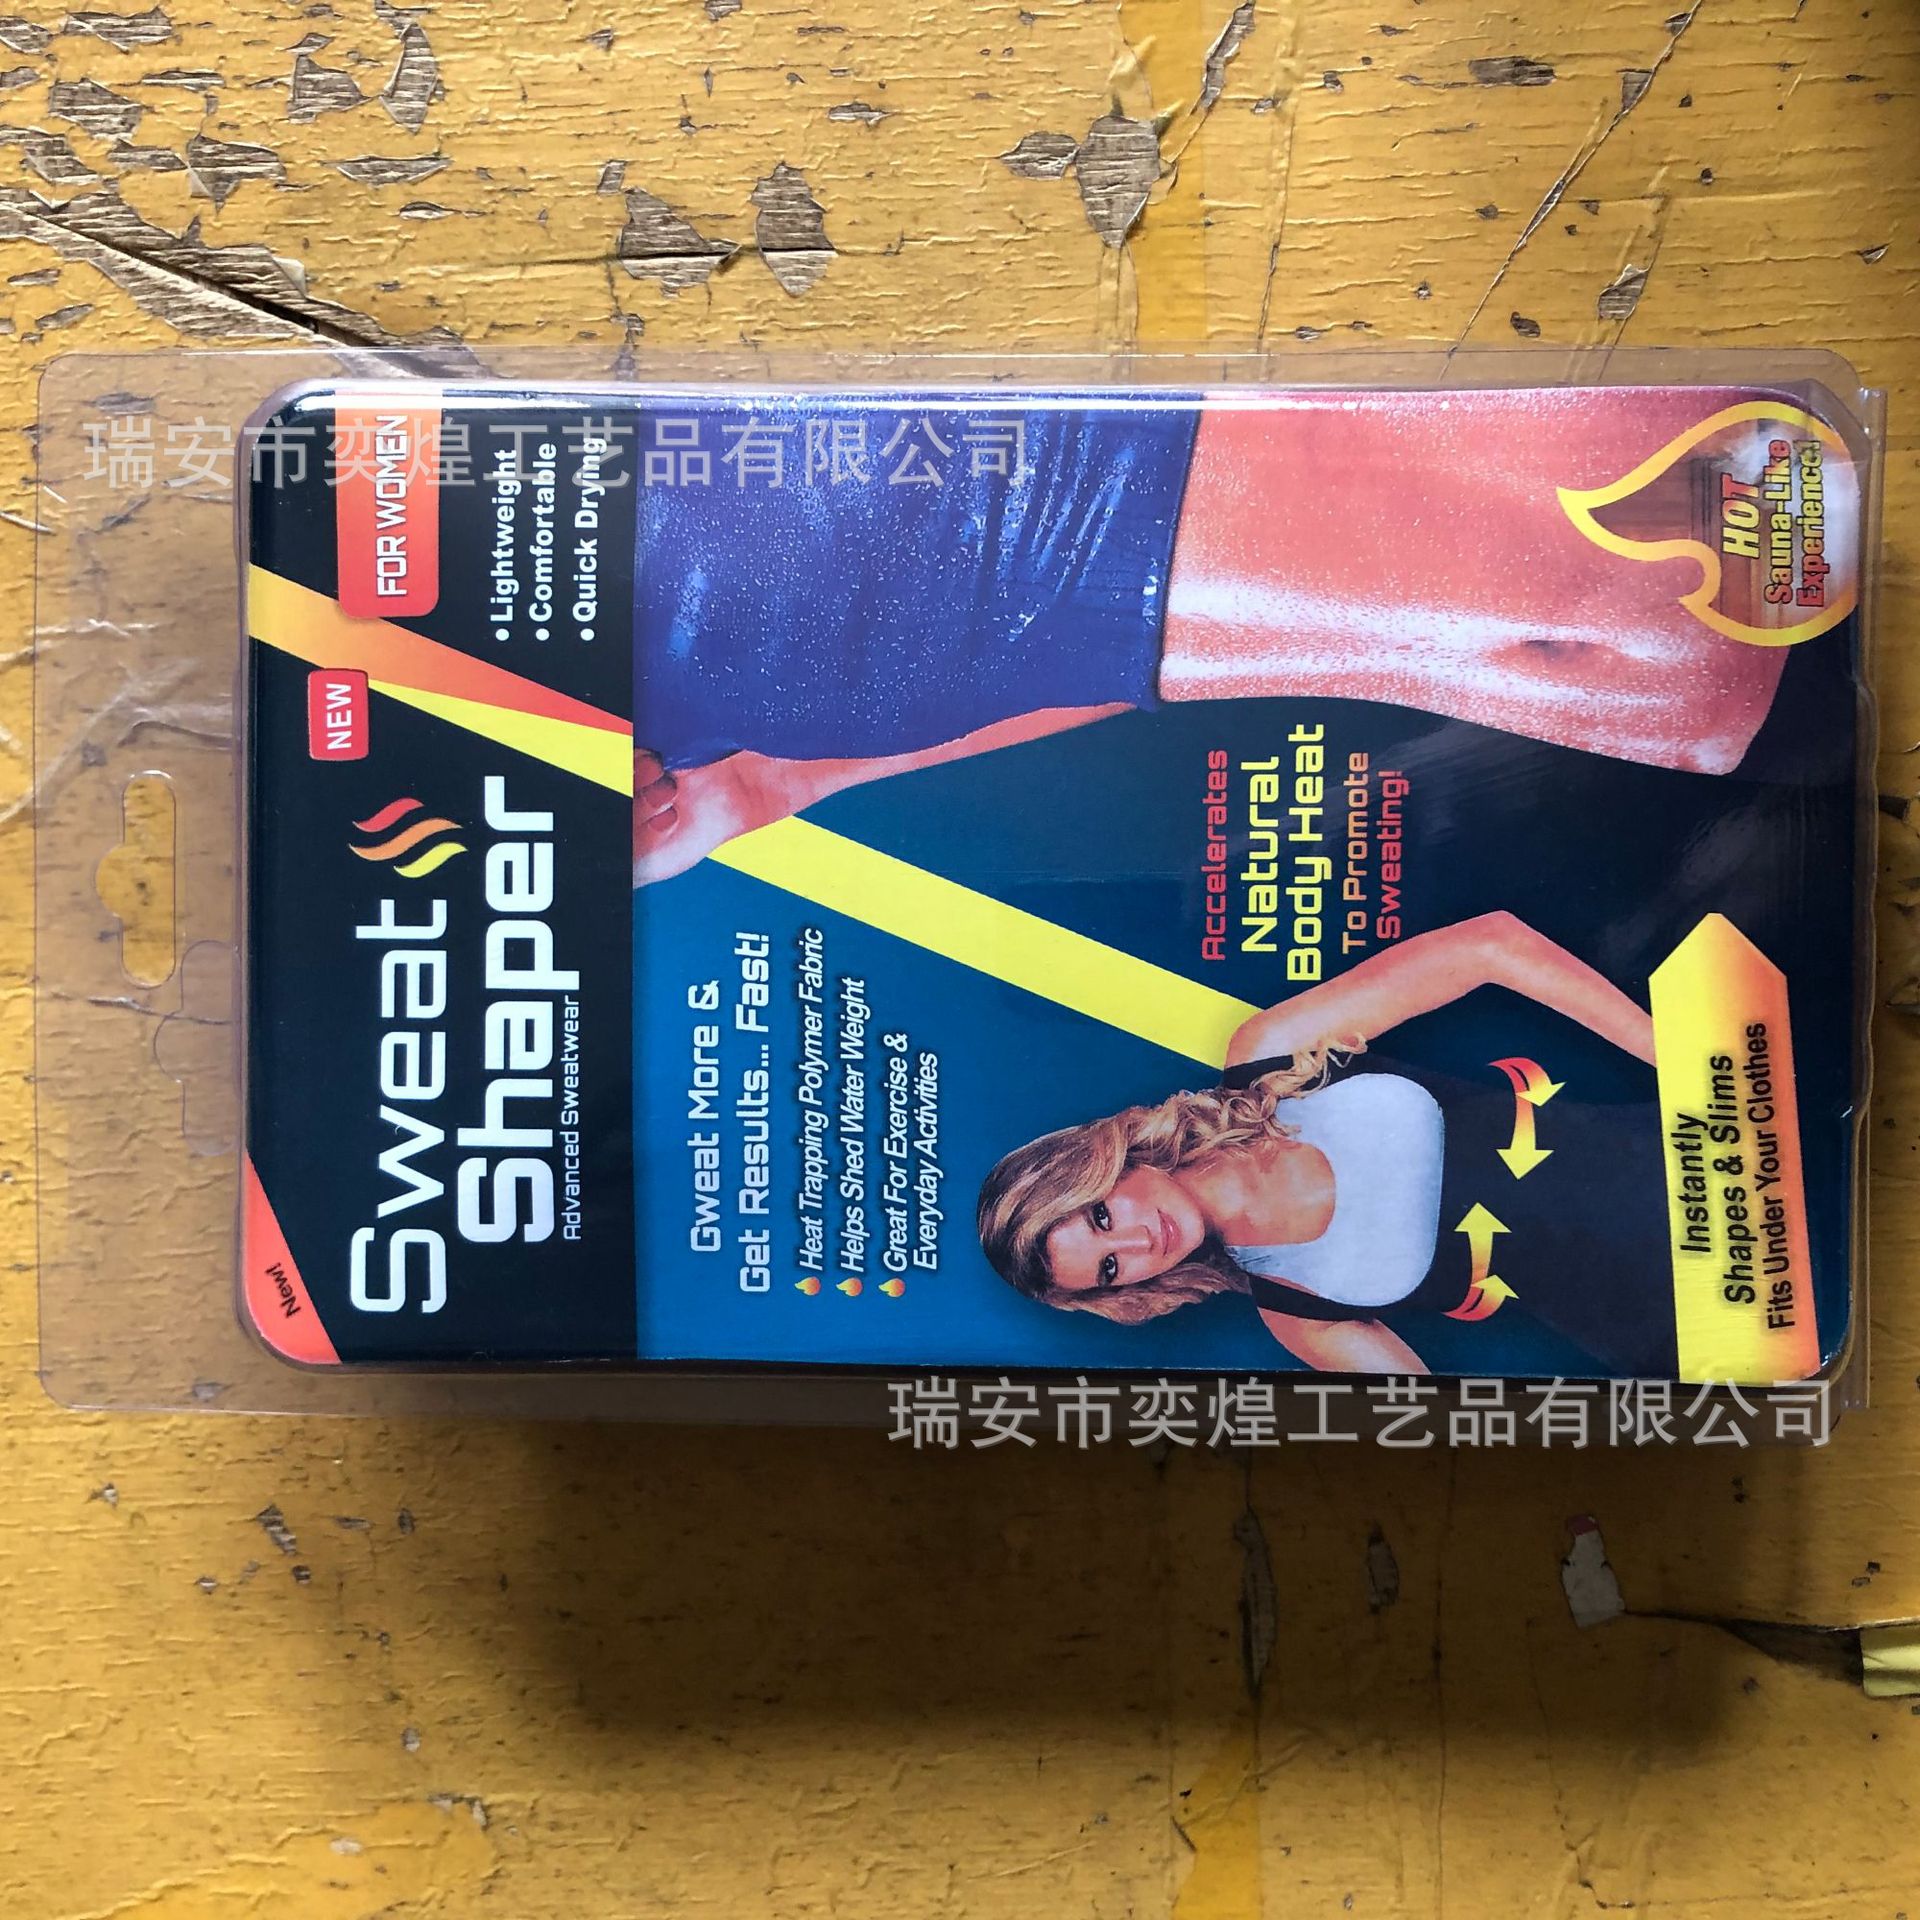 瑞安市奕煌工艺品有限公司
New!
NEW
FOR WOMEN
Sweat
Shaper
Advanced Sweatwear
• Lightweight
• Comfortable
• Quick Drying
Gweat More &
Get Results... Fast!
Heat Trapping Polymer Fabric
Helps Shed Water Weight
Great For Exercise &
Everyday Activities
Accelerates
Natural
Body Heat
To Promote
Sweating!
HOT
Sauna-Like
Experience!
Instantly
Shapes & Slims
Fits Under Your Clothes
瑞安市奕煌工艺品有限公司